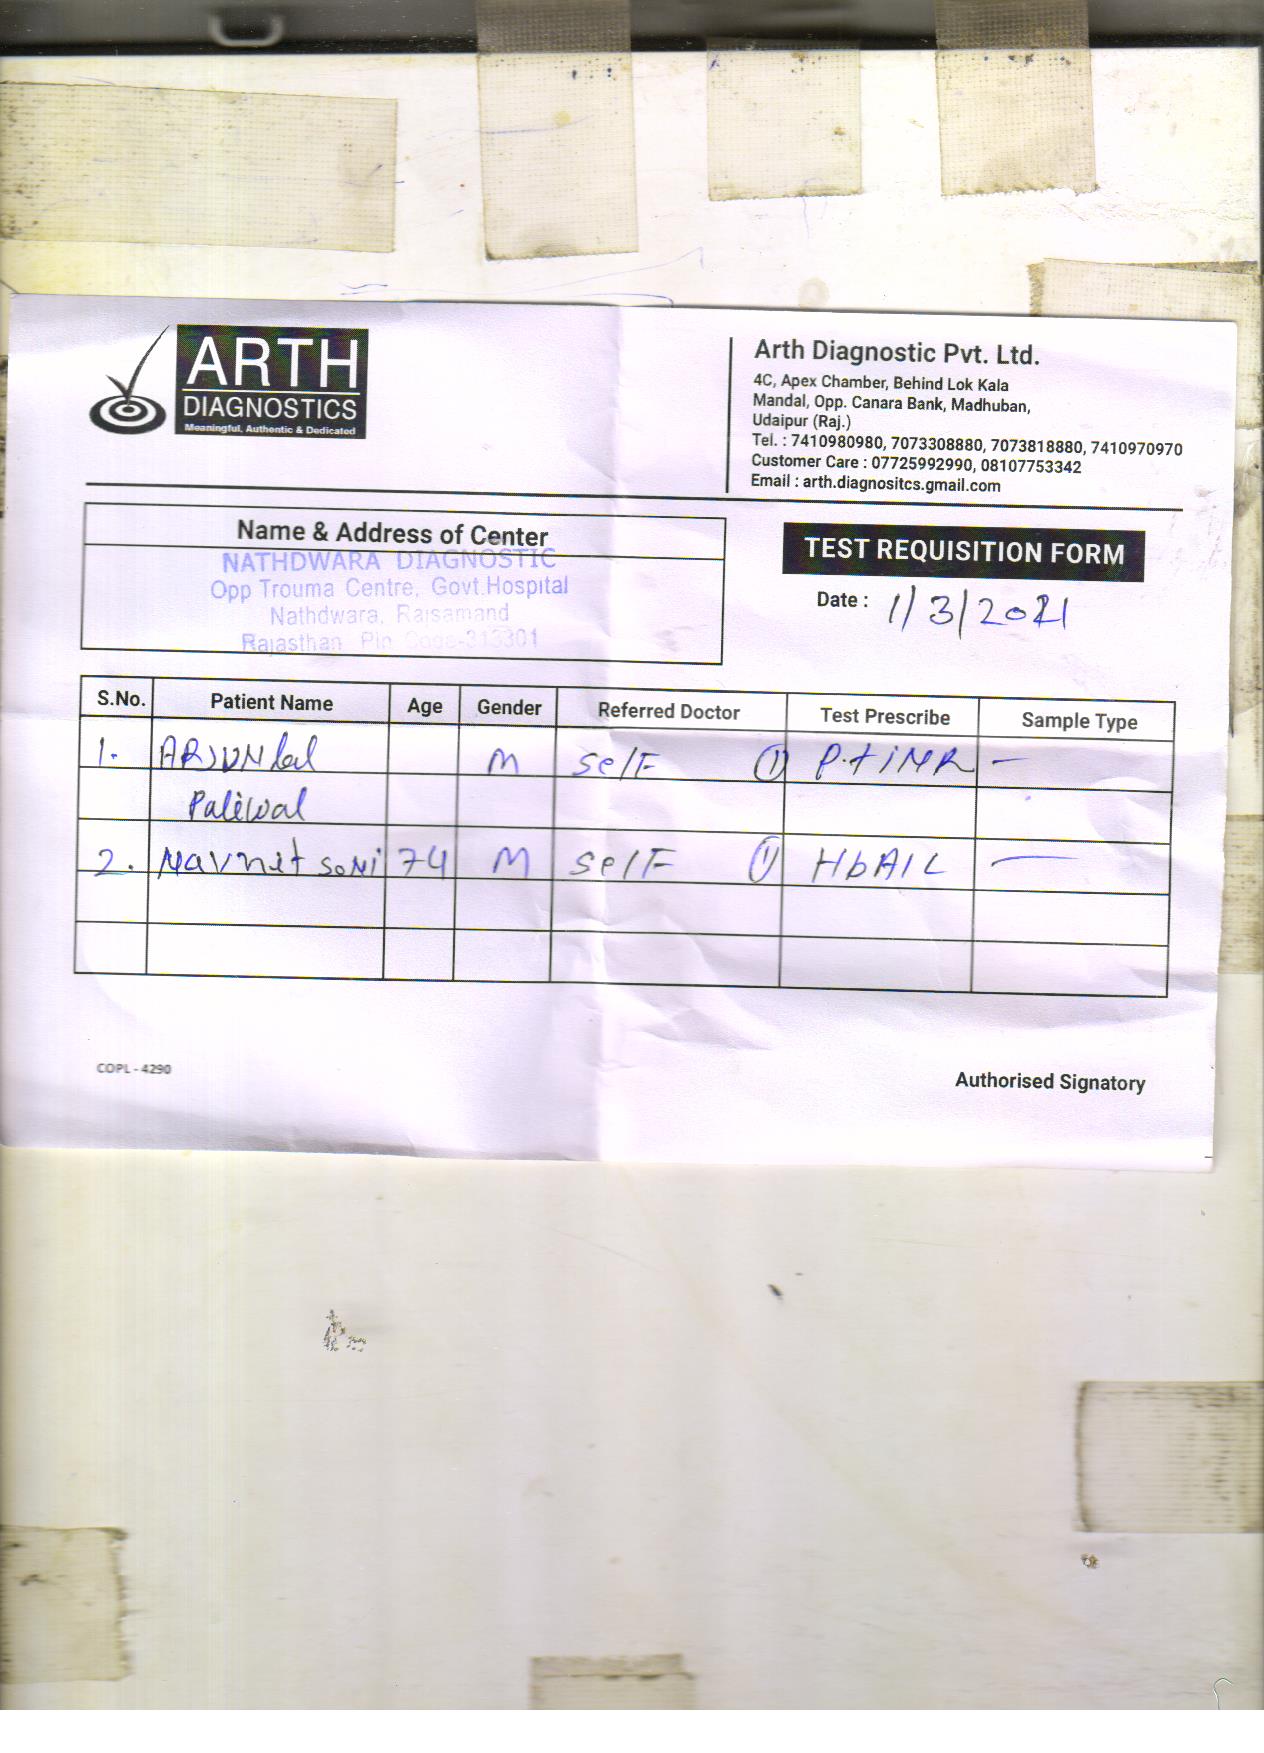 ARTH
DIAGNOSTICS
Meaningful, Authentic & Dedicated
Arth Diagnostic Pvt. Ltd.
4C, Apex Chamber, Behind Lok Kala
Mandal, Opp. Canara Bank, Madhuban,
Udaipur (Raj.)
Tel. : 7410980980, 7073308880, 7073818880, 7410970970
Customer Care : 07725992990, 08107753342
Email : arth.diagnositcs.gmail.com
Name & Address of Center
NATHDWARA DIAGNOSTIC
Opp Trouma Centre, Govt.Hospital
Nathdwara, Rajsamand
Rajasthan Pin Code-313301
TEST REQUISITION FORM
Date : 1/3/2021
S.No. Patient Name Age Gender Referred Doctor Test Prescribe Sample Type
1. ARJUN lal M Self (1) P.t iNR —
Paliwal
2. Navnit soni 74 M Self (1) HbA1C —
COPL - 4290
Authorised Signatory